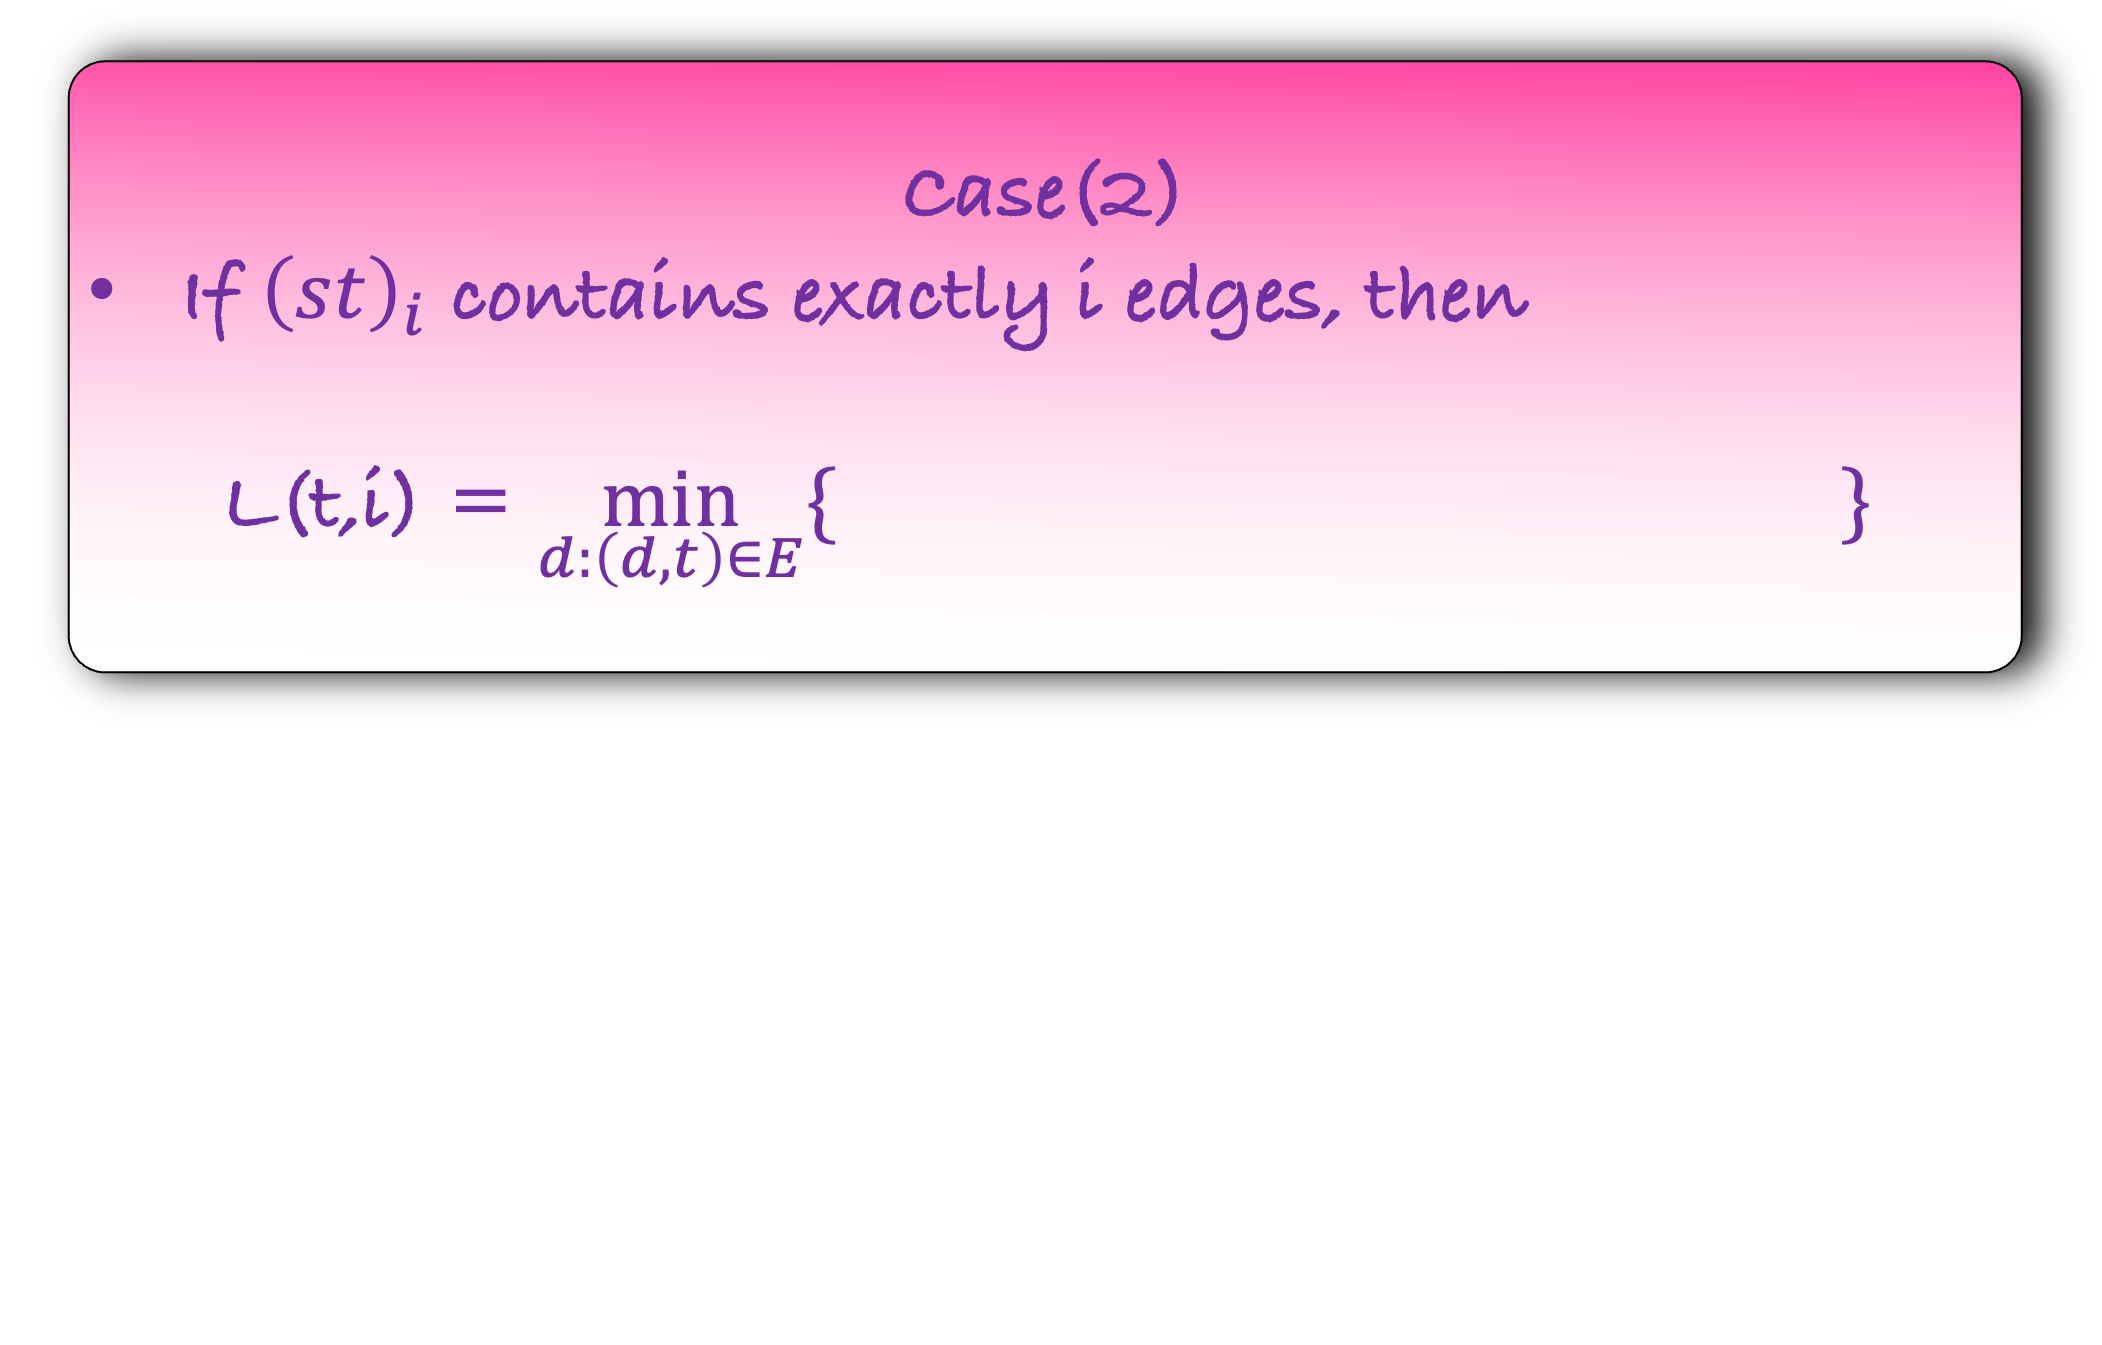 Case(2)
• If (st)ᵢ contains exactly i edges, then
L(t,i) = min { }
d:(d,t)∈E